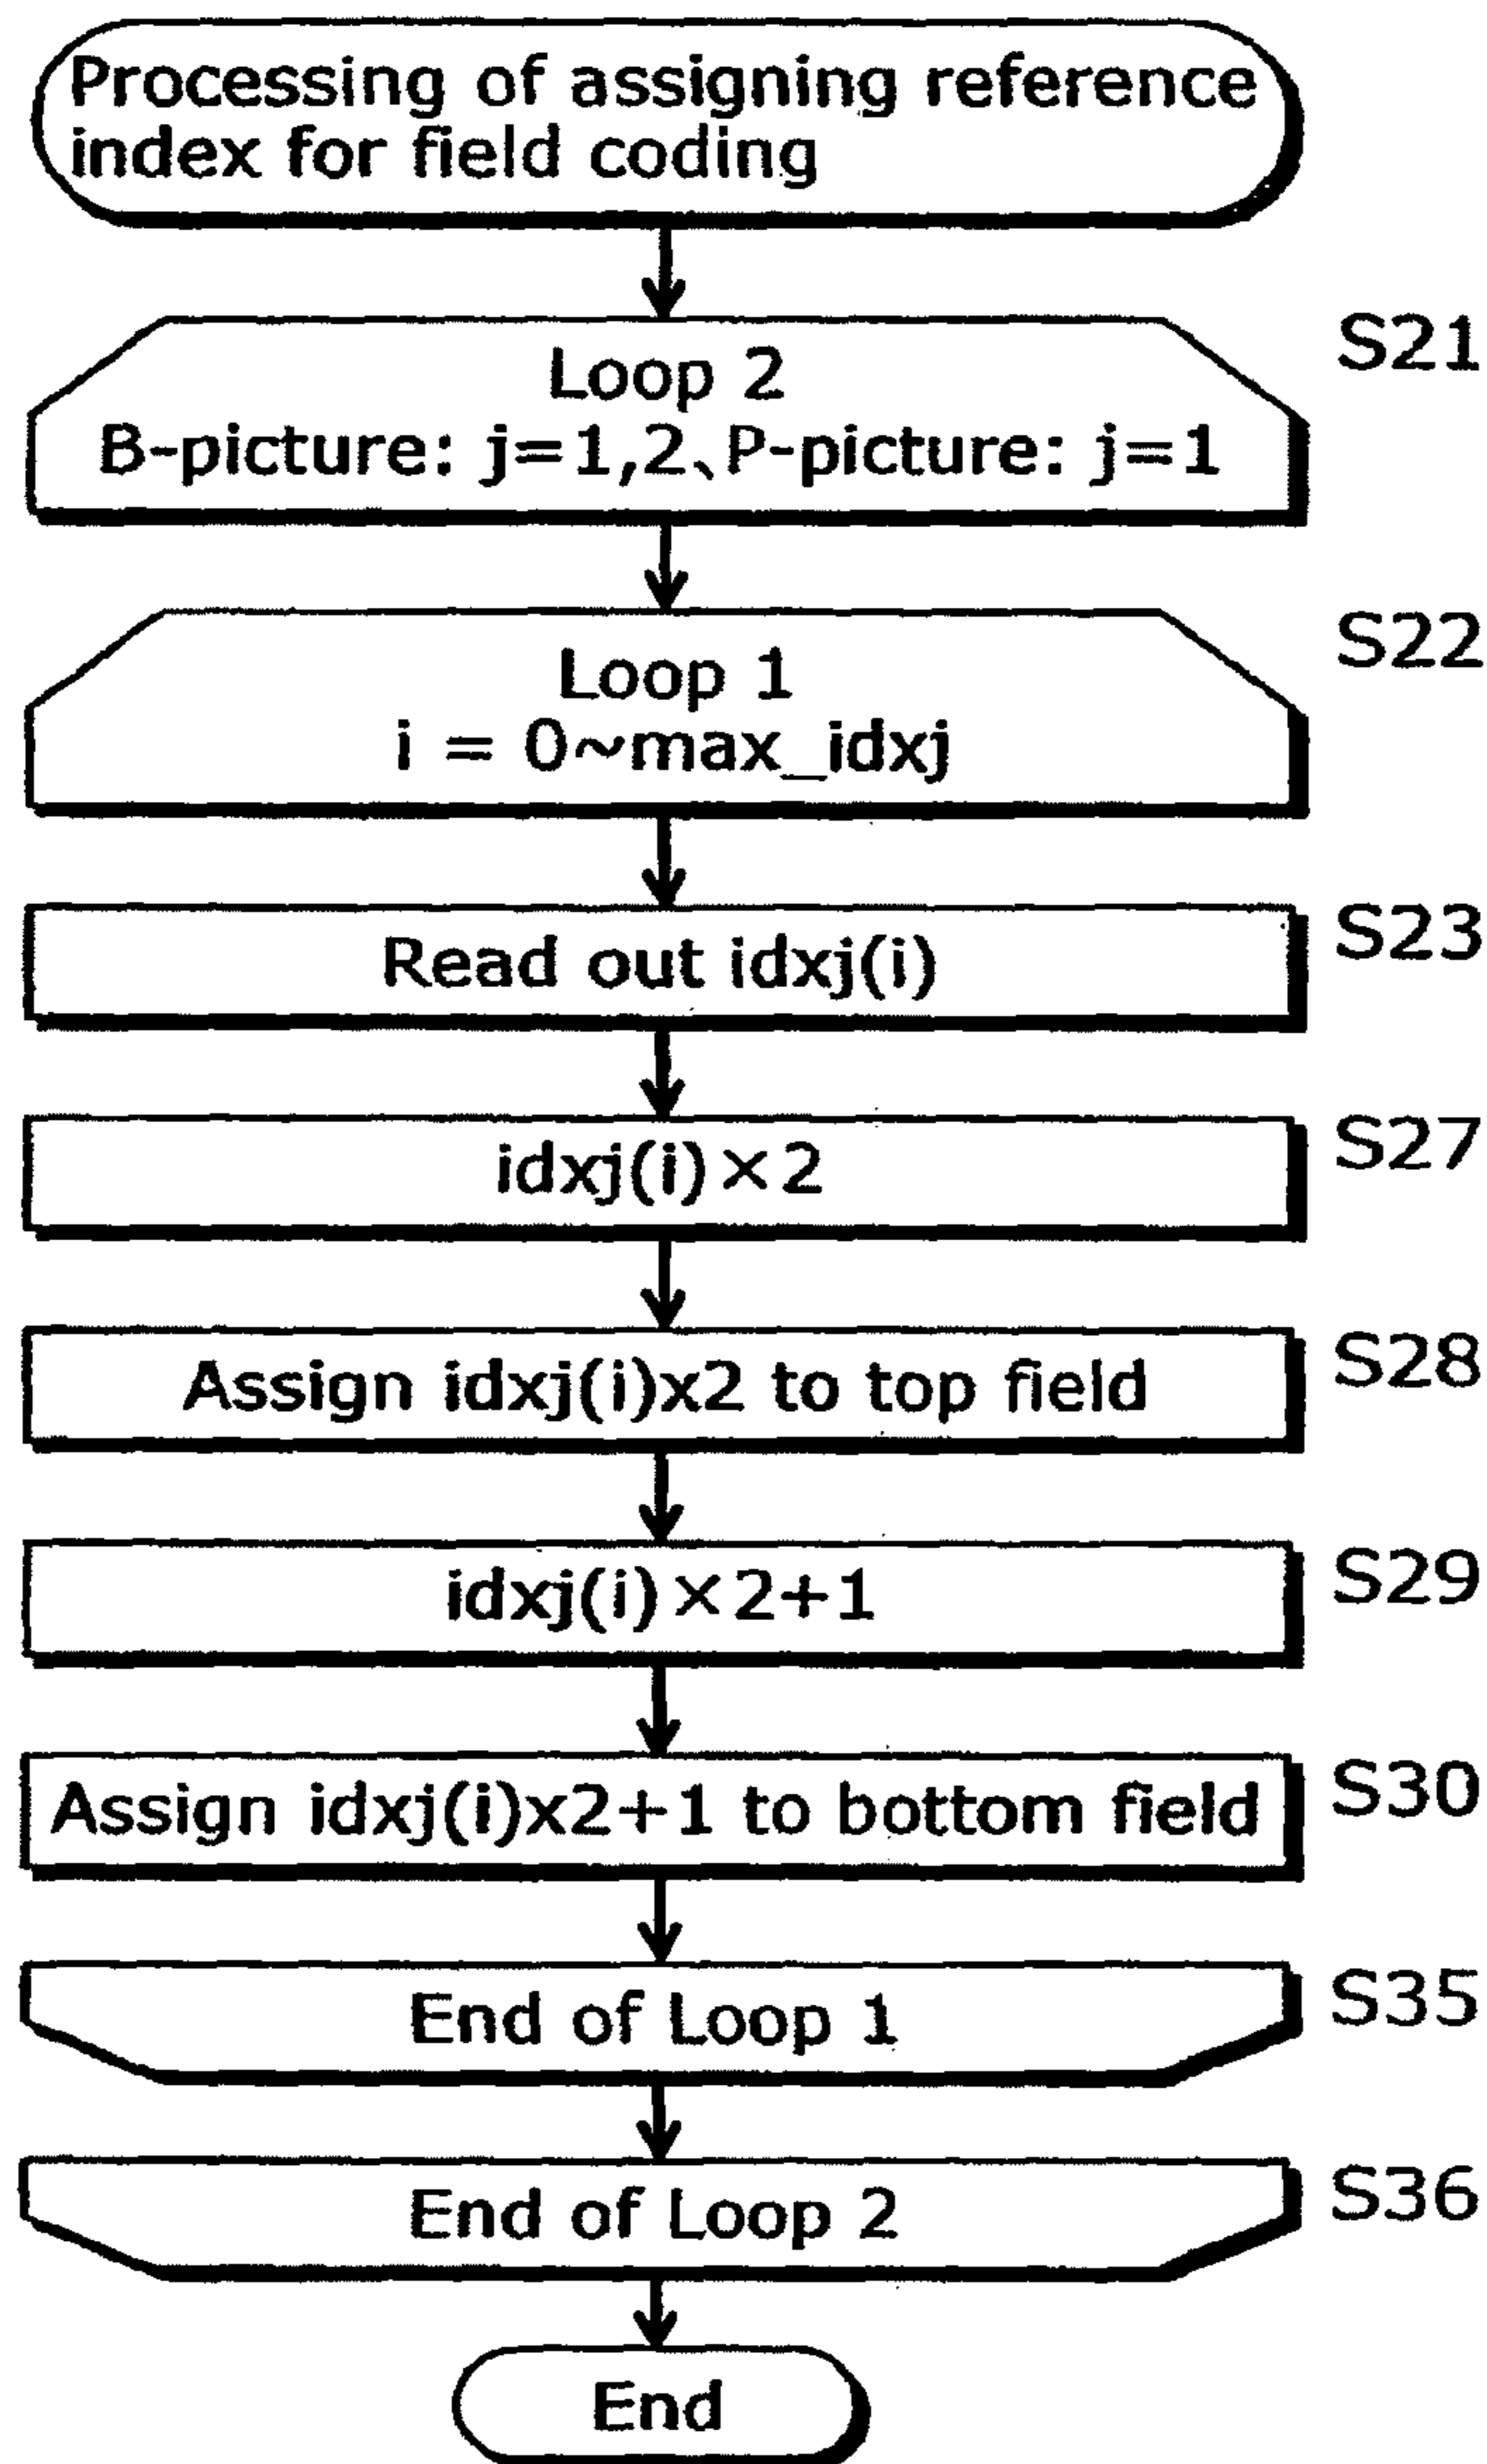 Processing of assigning reference
index for field coding
S21
Loop 2
B-picture: j=1,2、P-picture: j=1
S22
Loop 1
i = 0~max_idxj
S23
Read out idxj(i)
S27
idxj(i)×2
S28
Assign idxj(i)x2 to top field
S29
idxj(i)×2+1
S30
Assign idxj(i)x2+1 to bottom field
S35
End of Loop 1
S36
End of Loop 2
End